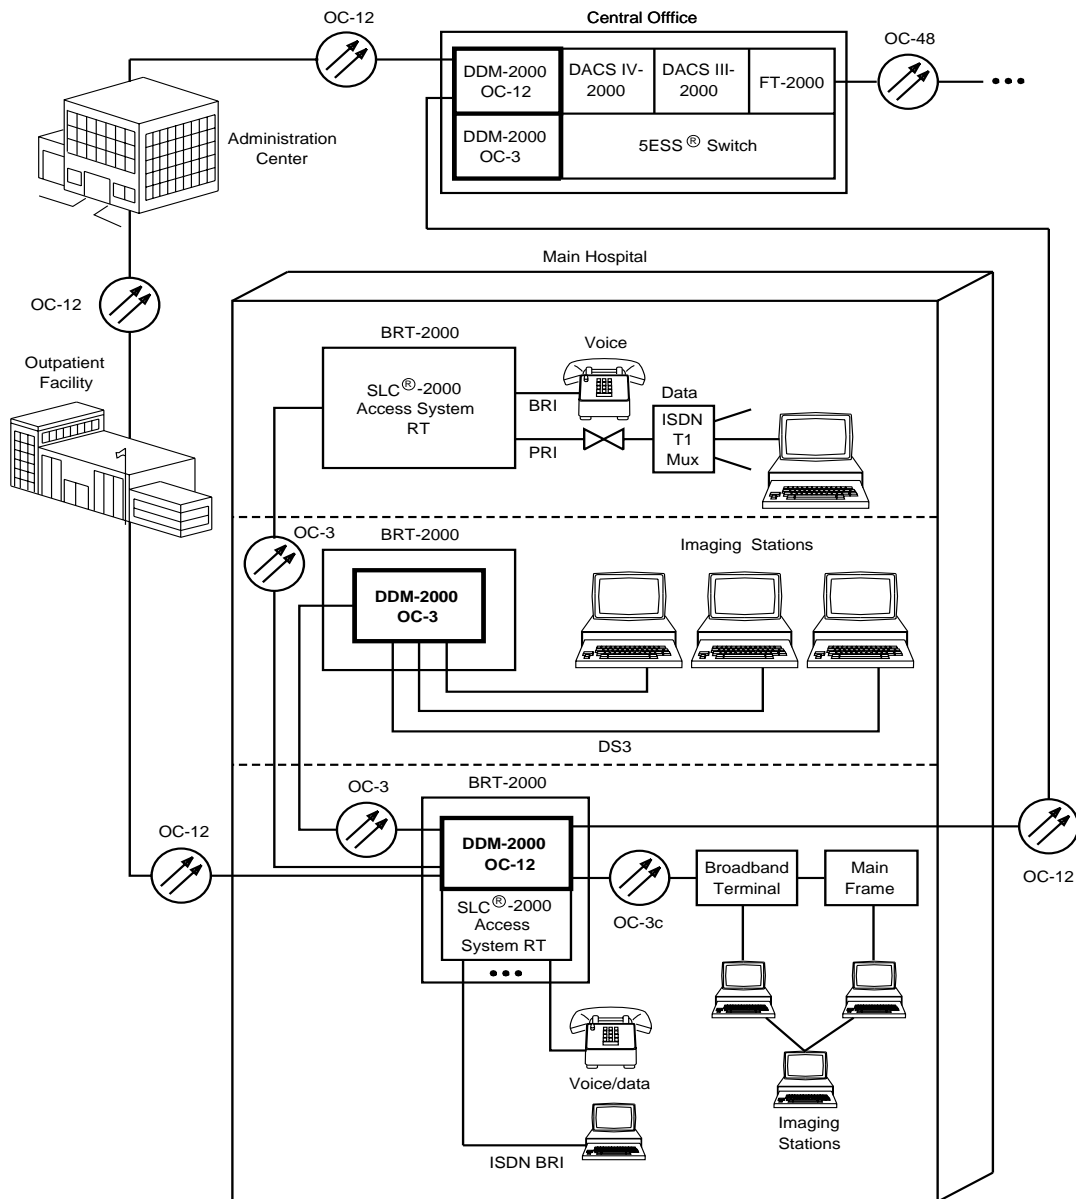 OC-12
Central Offfice
OC-48
DDM-2000
OC-12
DACS IV-
2000
DACS III-
2000
FT-2000
DDM-2000
OC-3
5ESS® Switch
Administration
Center
Main Hospital
OC-12
Outpatient
Facility
BRT-2000
SLC®-2000
Access System
RT
BRI
PRI
Voice
Data
ISDN
T1
Mux
OC-3
BRT-2000
DDM-2000
OC-3
Imaging Stations
DS3
OC-3
BRT-2000
OC-12
DDM-2000
OC-12
SLC®-2000
Access
System RT
OC-3c
Broadband
Terminal
Main
Frame
OC-12
Voice/data
ISDN BRI
Imaging
Stations